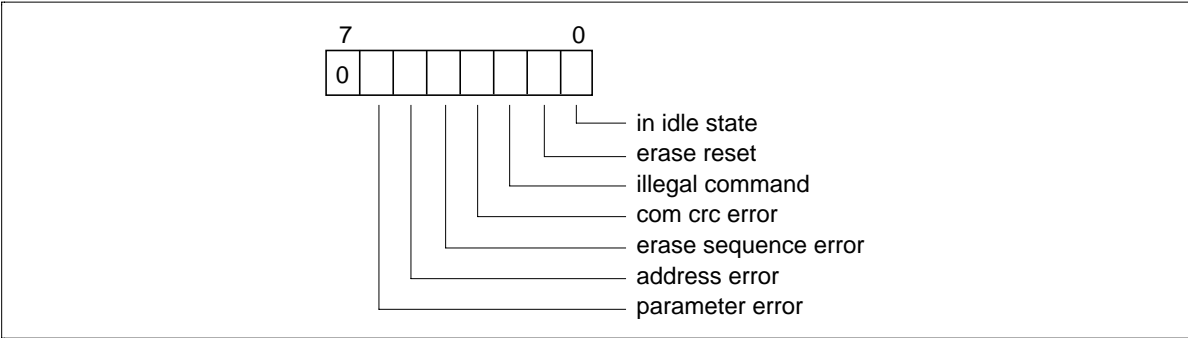 7 0
0
in idle state
erase reset
illegal command
com crc error
erase sequence error
address error
parameter error